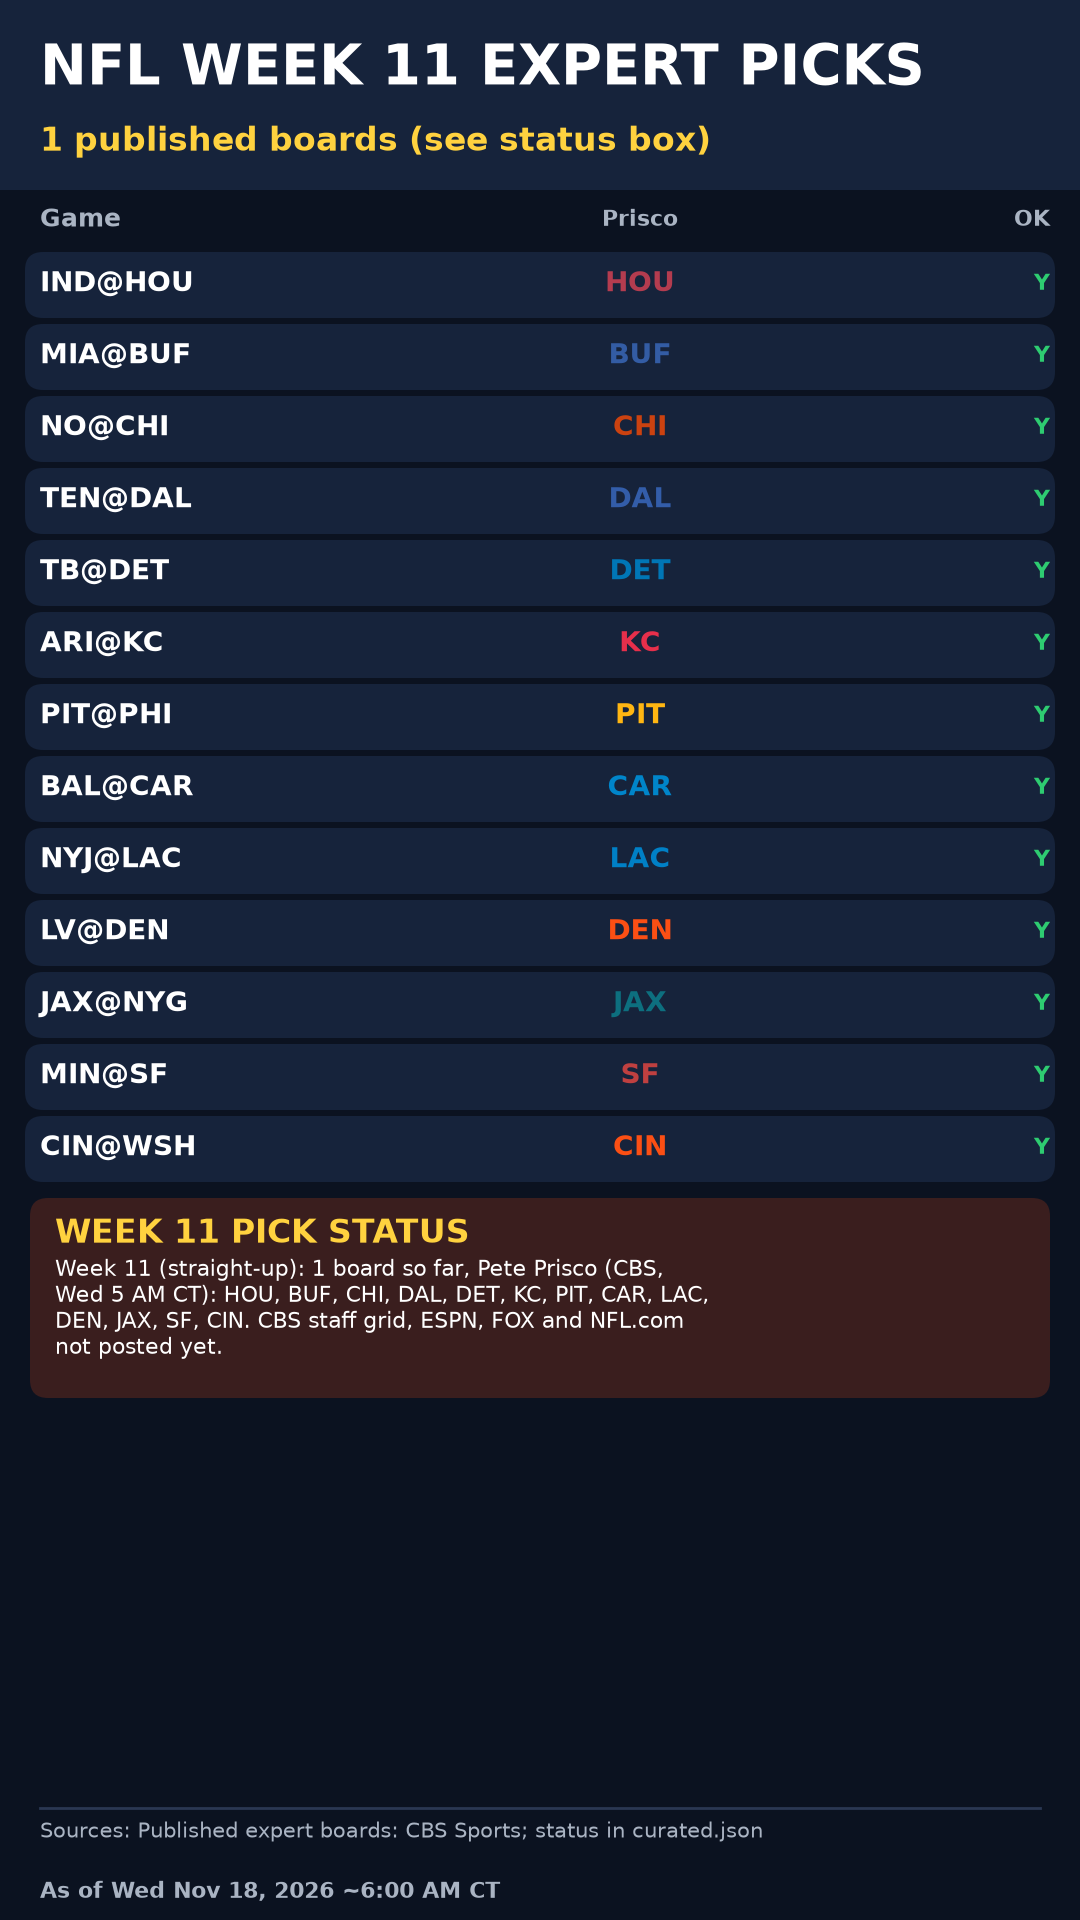 NFL WEEK 11 EXPERT PICKS
1 published boards (see status box)
Game Prisco OK
IND@HOU HOU Y
MIA@BUF BUF Y
NO@CHI CHI Y
TEN@DAL DAL Y
TB@DET DET Y
ARI@KC KC Y
PIT@PHI PIT Y
BAL@CAR CAR Y
NYJ@LAC LAC Y
LV@DEN DEN Y
JAX@NYG JAX Y
MIN@SF SF Y
CIN@WSH CIN Y
WEEK 11 PICK STATUS
Week 11 (straight-up): 1 board so far, Pete Prisco (CBS,
Wed 5 AM CT): HOU, BUF, CHI, DAL, DET, KC, PIT, CAR, LAC,
DEN, JAX, SF, CIN. CBS staff grid, ESPN, FOX and NFL.com
not posted yet.
Sources: Published expert boards: CBS Sports; status in curated.json
As of Wed Nov 18, 2026 ~6:00 AM CT